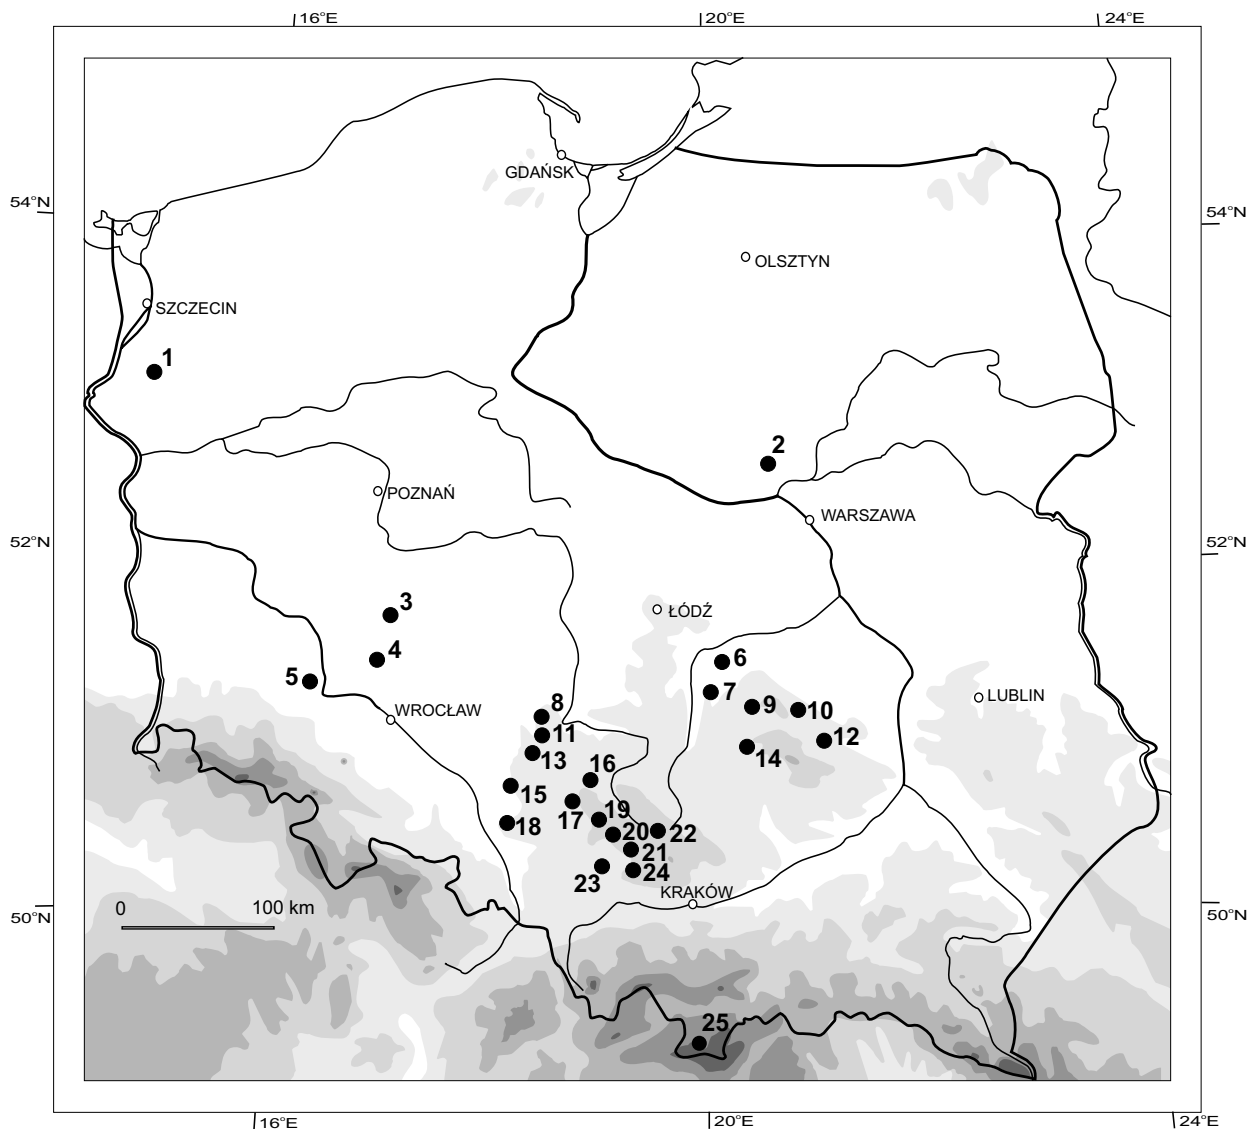 16°E 20°E 24°E
GDAŃSK
54°N 54°N
OLSZTYN
SZCZECIN
1
2
POZNAŃ
WARSZAWA
52°N 52°N
3
ŁÓDŹ
4 6
5 7 LUBLIN
8 WROCŁAW 9 10
11 12
13 14
16
15
17 19
18 20 22
21
23 24
KRAKÓW
0 100 km
50°N 50°N
25
16°E 20°E 24°E